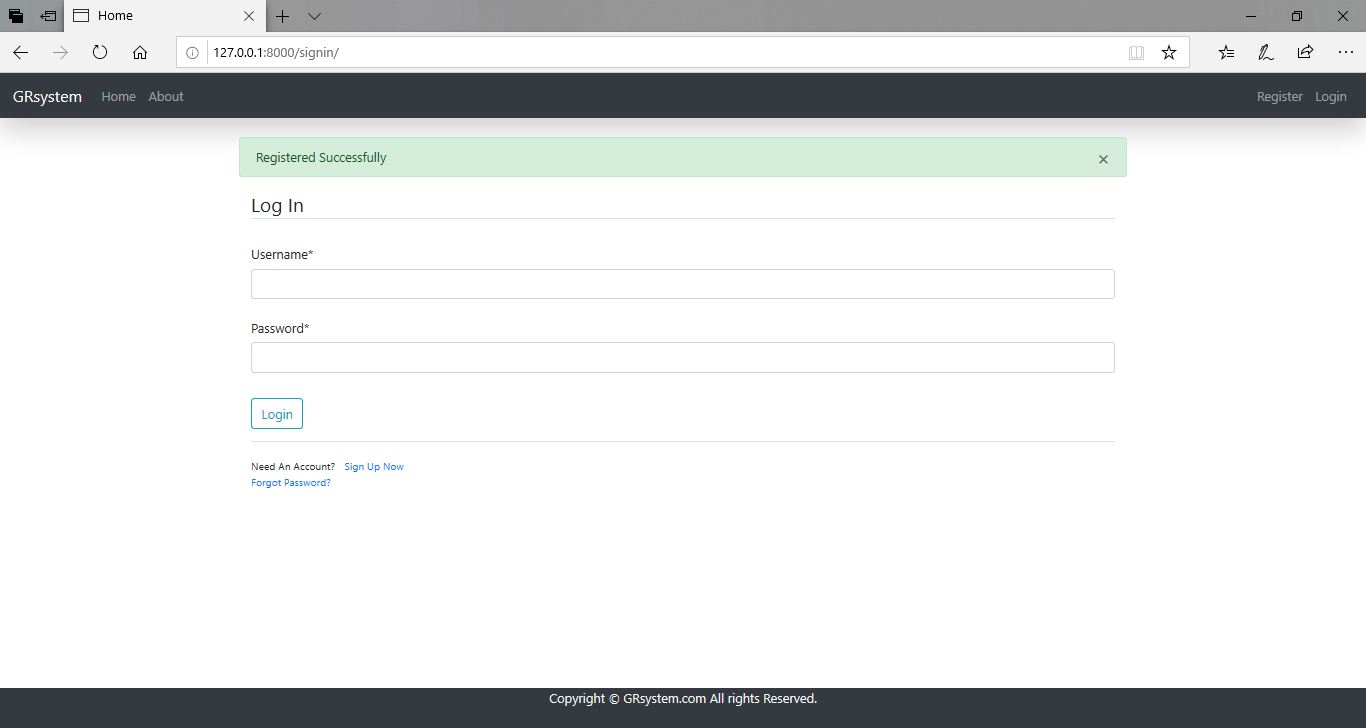 Home
127.0.0.1:8000/signin/
GRsystem Home About Register Login
Registered Successfully ×
Log In
Username*
Password*
Login
Need An Account? Sign Up Now
Forgot Password?
Copyright © GRsystem.com All rights Reserved.